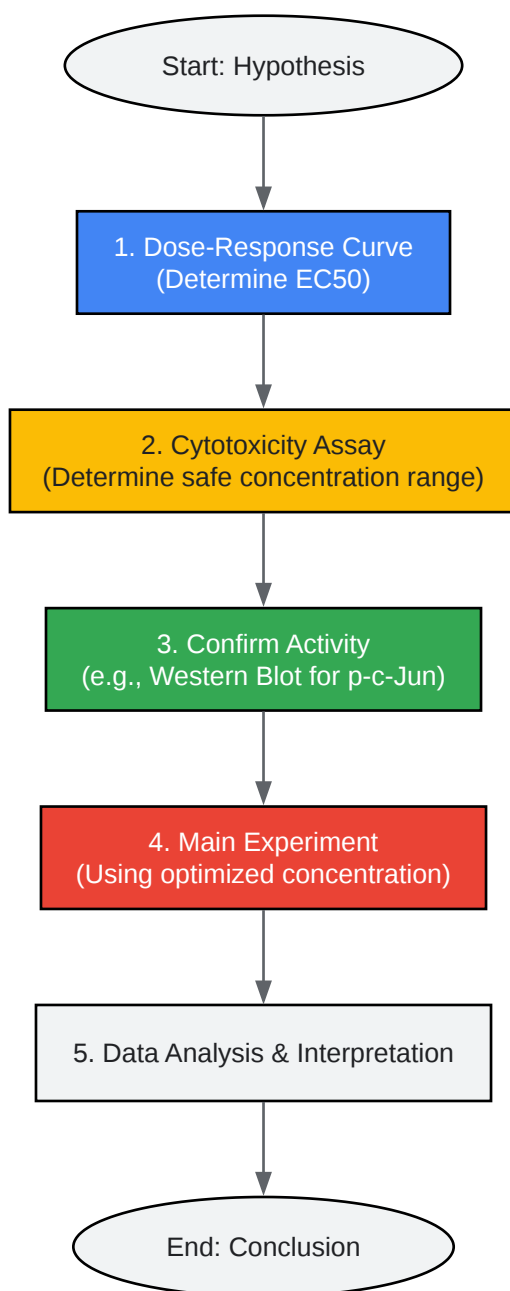 Start: Hypothesis
1. Dose-Response Curve
(Determine EC50)
2. Cytotoxicity Assay
(Determine safe concentration range)
3. Confirm Activity
(e.g., Western Blot for p-c-Jun)
4. Main Experiment
(Using optimized concentration)
5. Data Analysis & Interpretation
End: Conclusion